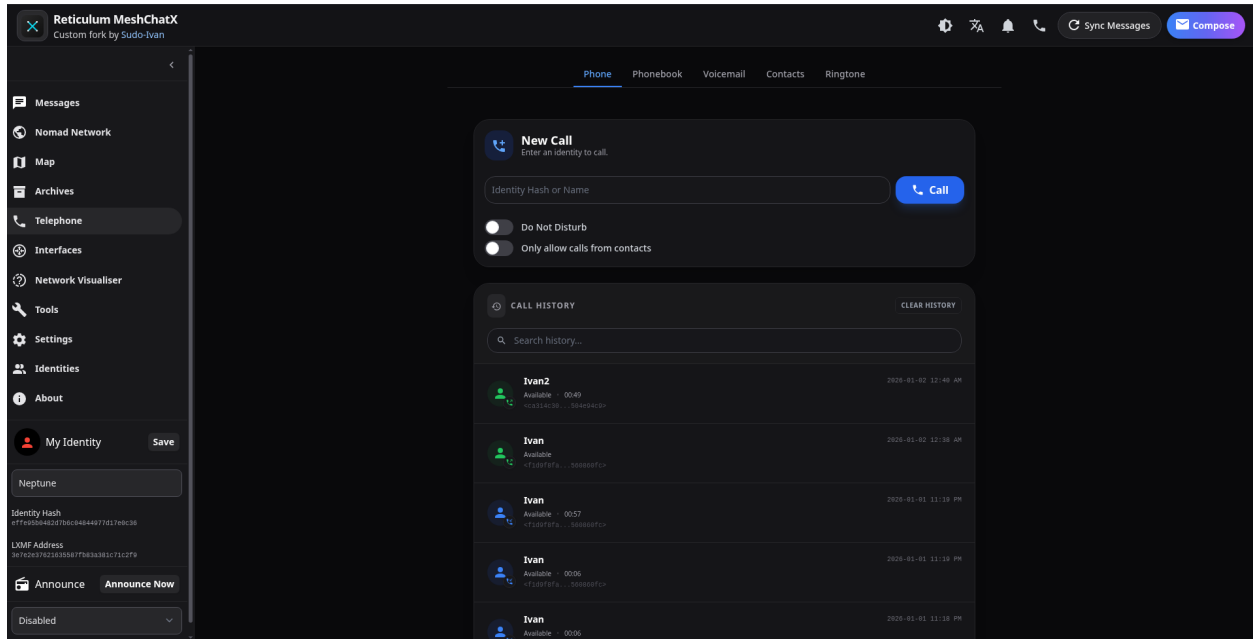 Reticulum MeshChatX
Custom fork by Sudo-Ivan
Sync Messages
Compose
Messages
Nomad Network
Map
Archives
Telephone
Interfaces
Network Visualiser
Tools
Settings
Identities
About
My Identity
Save
Neptune
Identity Hash
LXMF Address
Announce
Announce Now
Disabled
Phone
Phonebook
Voicemail
Contacts
Ringtone
New Call
Enter an identity to call.
Identity Hash or Name
Call
Do Not Disturb
Only allow calls from contacts
CALL HISTORY
CLEAR HISTORY
Search history...
Ivan2
2026-01-02 12:40 AM
Available · 00:49
Ivan
2026-01-02 12:38 AM
Available
Ivan
2026-01-01 11:19 PM
Available · 00:57
Ivan
2026-01-01 11:19 PM
Available · 00:06
Ivan
2026-01-01 11:18 PM
Available · 00:06